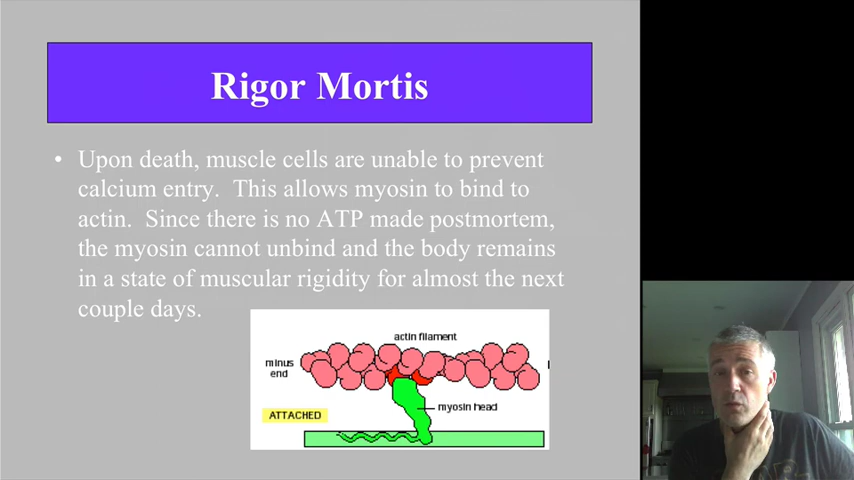 Rigor Mortis
• Upon death, muscle cells are unable to prevent
calcium entry. This allows myosin to bind to
actin. Since there is no ATP made postmortem,
the myosin cannot unbind and the body remains
in a state of muscular rigidity for almost the next
couple days.
actin filament
minus
end
myosin head
ATTACHED